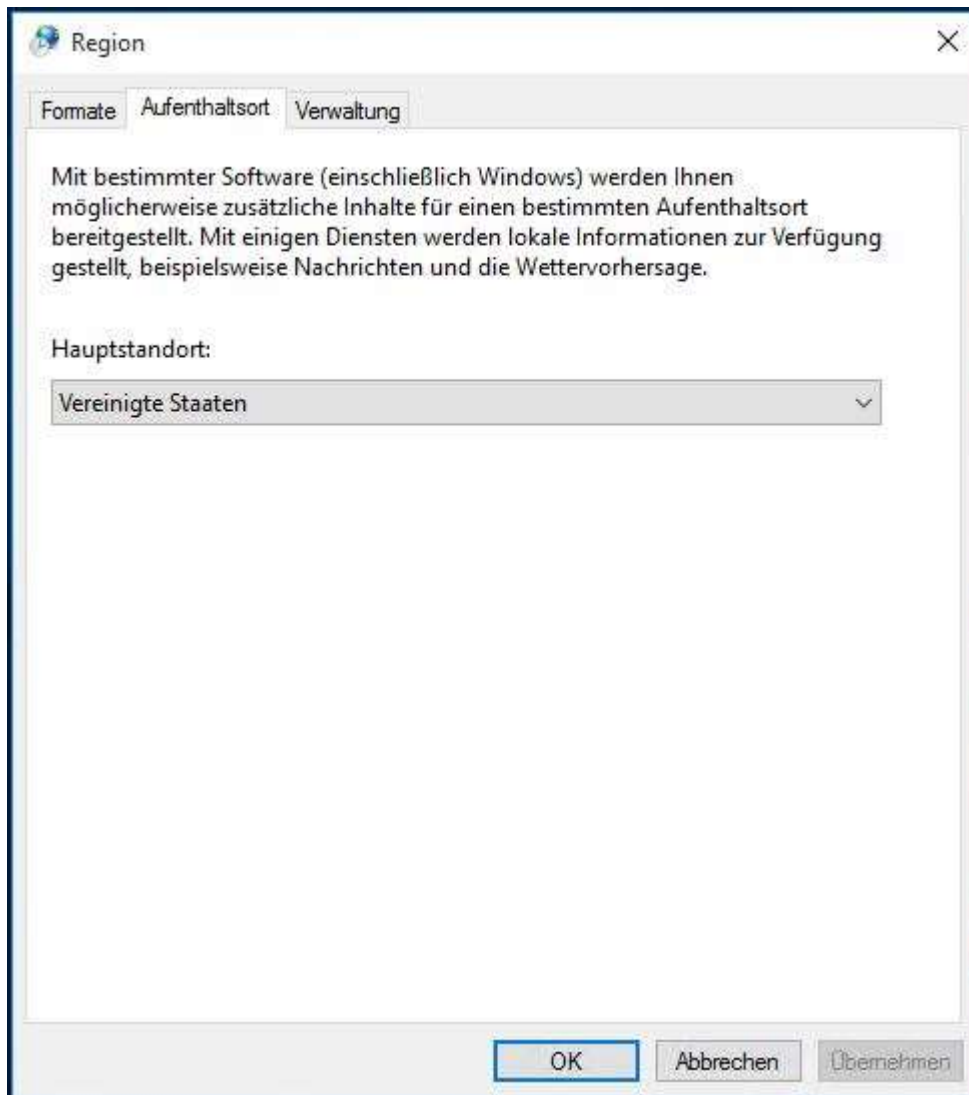 Region
Formate Aufenthaltsort Verwaltung
Mit bestimmter Software (einschließlich Windows) werden Ihnen
möglicherweise zusätzliche Inhalte für einen bestimmten Aufenthaltsort
bereitgestellt. Mit einigen Diensten werden lokale Informationen zur Verfügung
gestellt, beispielsweise Nachrichten und die Wettervorhersage.
Hauptstandort:
Vereinigte Staaten
OK Abbrechen Übernehmen